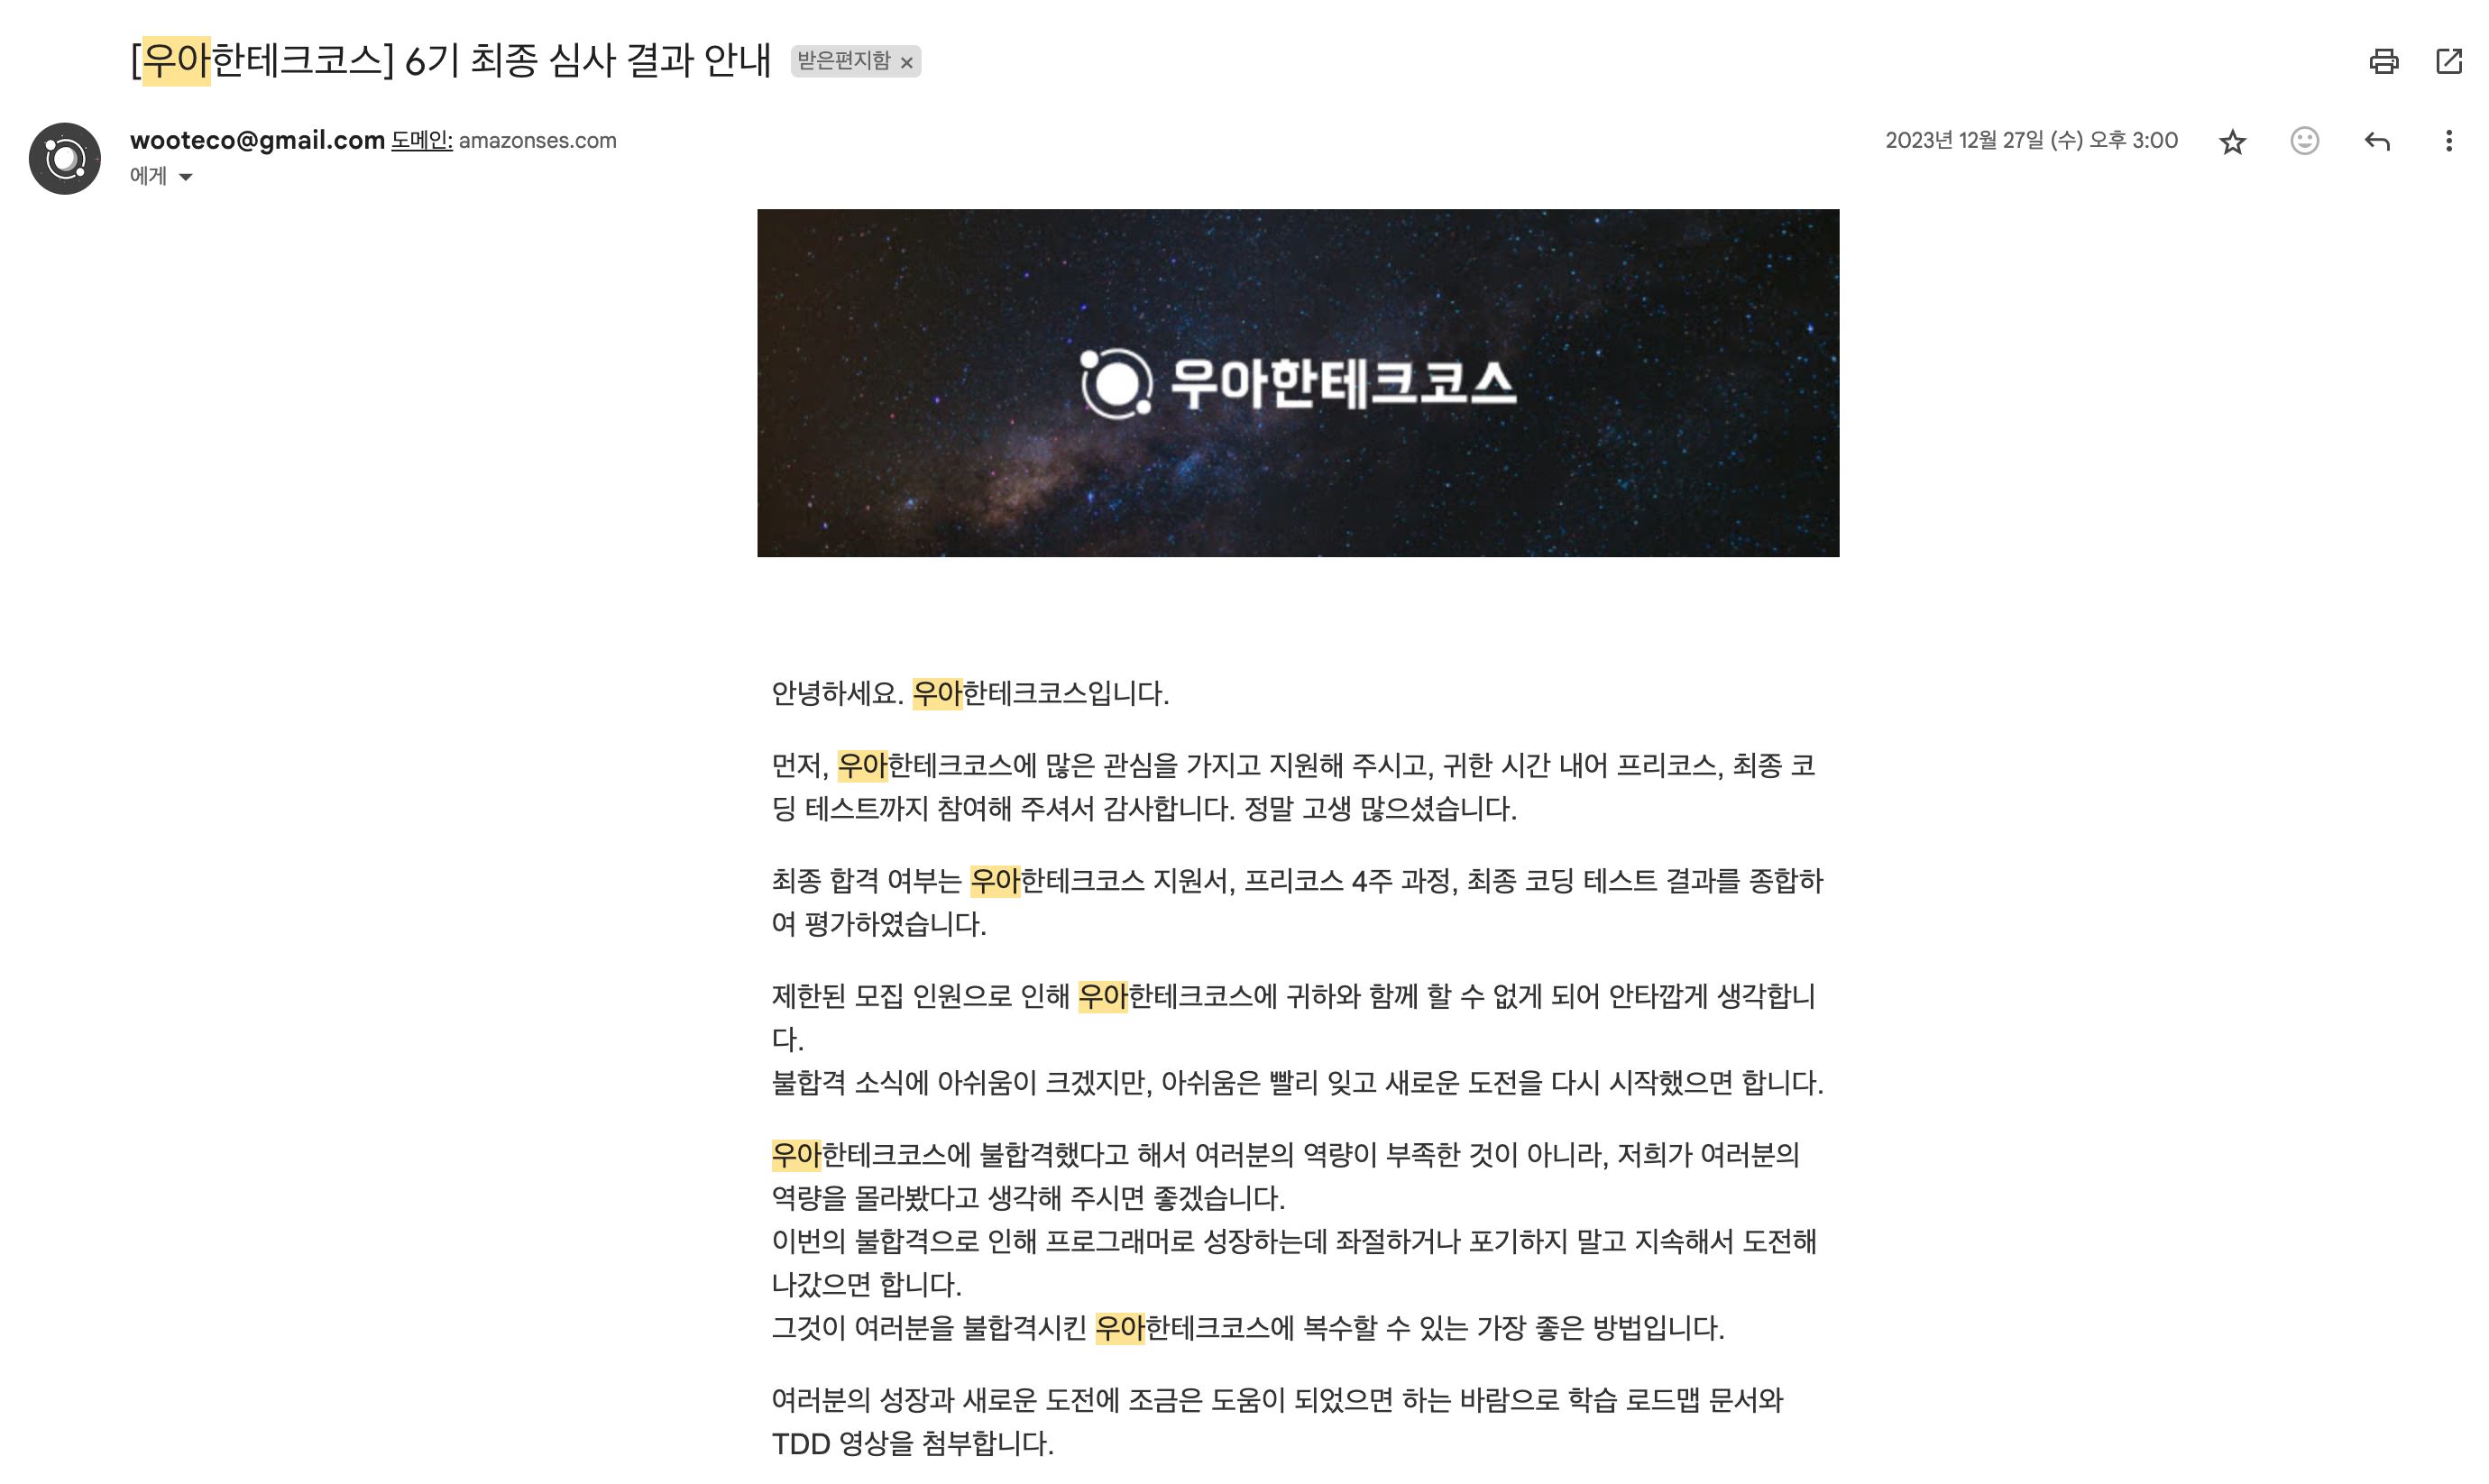 [우아한테크코스] 6기 최종 심사 결과 안내 받은편지함 ×
wooteco@gmail.com 도메인: amazonses.com 2023년 12월 27일 (수) 오후 3:00
에게
우아한테크코스
안녕하세요. 우아한테크코스입니다.
먼저, 우아한테크코스에 많은 관심을 가지고 지원해 주시고, 귀한 시간 내어 프리코스, 최종 코
딩 테스트까지 참여해 주셔서 감사합니다. 정말 고생 많으셨습니다.
최종 합격 여부는 우아한테크코스 지원서, 프리코스 4주 과정, 최종 코딩 테스트 결과를 종합하
여 평가하였습니다.
제한된 모집 인원으로 인해 우아한테크코스에 귀하와 함께 할 수 없게 되어 안타깝게 생각합니
다.
불합격 소식에 아쉬움이 크겠지만, 아쉬움은 빨리 잊고 새로운 도전을 다시 시작했으면 합니다.
우아한테크코스에 불합격했다고 해서 여러분의 역량이 부족한 것이 아니라, 저희가 여러분의
역량을 몰라봤다고 생각해 주시면 좋겠습니다.
이번의 불합격으로 인해 프로그래머로 성장하는데 좌절하거나 포기하지 말고 지속해서 도전해
나갔으면 합니다.
그것이 여러분을 불합격시킨 우아한테크코스에 복수할 수 있는 가장 좋은 방법입니다.
여러분의 성장과 새로운 도전에 조금은 도움이 되었으면 하는 바람으로 학습 로드맵 문서와
TDD 영상을 첨부합니다.